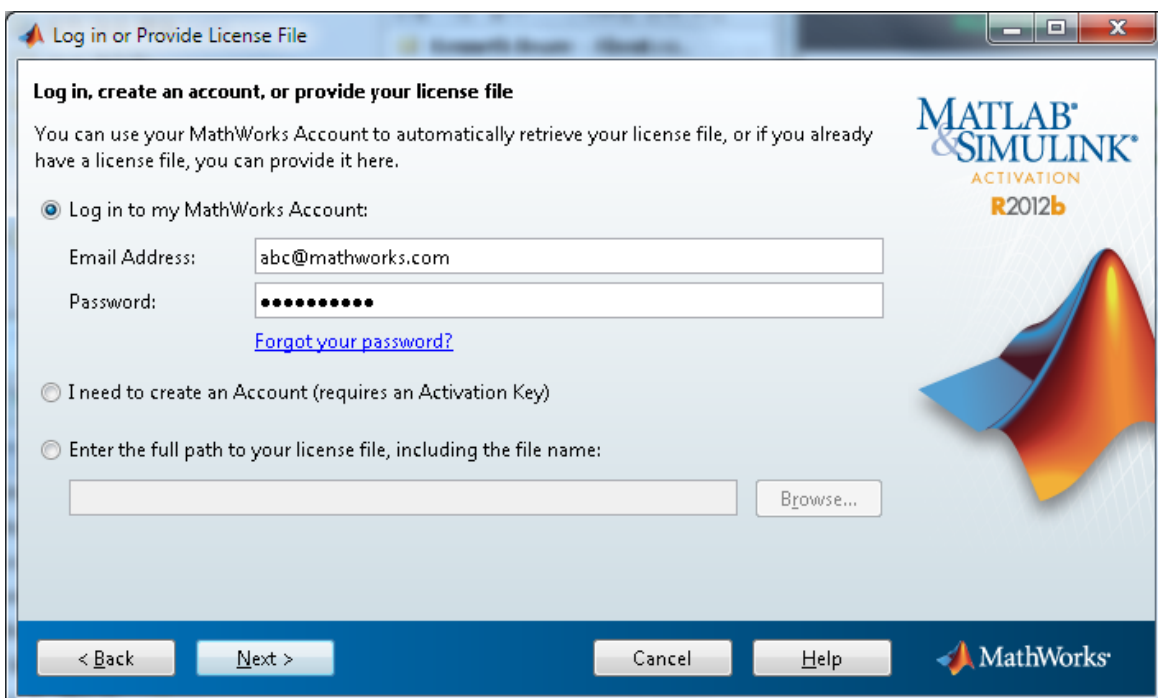 Log in or Provide License File
Log in, create an account, or provide your license file
You can use your MathWorks Account to automatically retrieve your license file, or if you already
have a license file, you can provide it here.
MATLAB®
&SIMULINK®
ACTIVATION
R2012b
Log in to my MathWorks Account:
Email Address: abc@mathworks.com
Password: ●●●●●●●●●●
Forgot your password?
I need to create an Account (requires an Activation Key)
Enter the full path to your license file, including the file name:
Browse...
< Back Next > Cancel Help MathWorks®